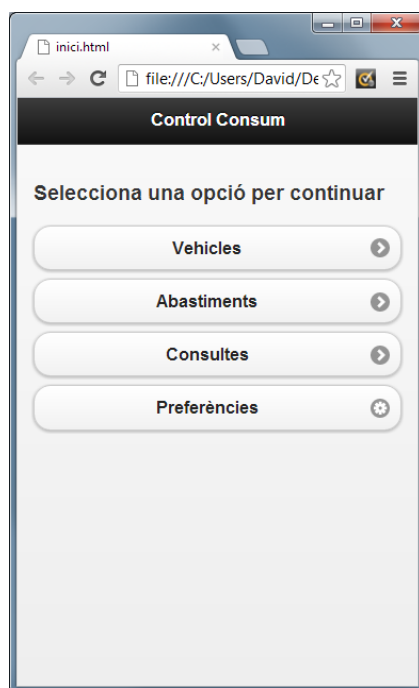 inici.html
file:///C:/Users/David/De
Control Consum
Selecciona una opció per continuar
Vehicles
Abastiments
Consultes
Preferències